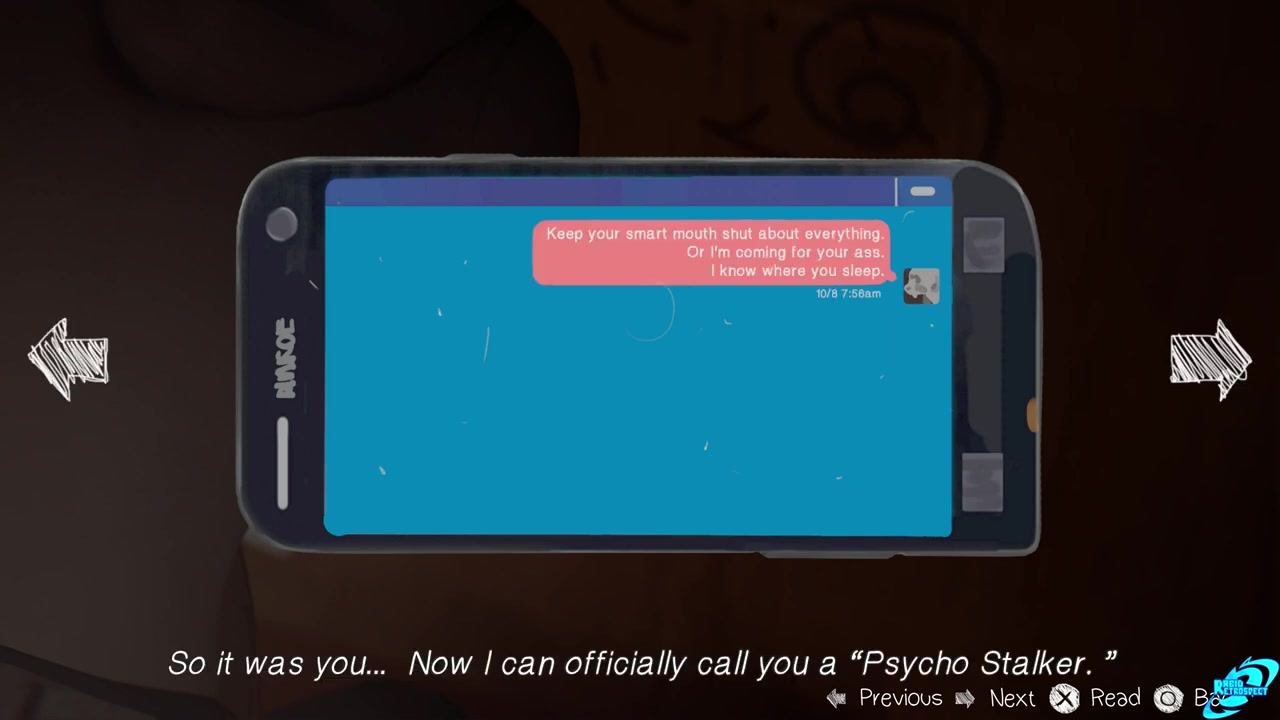 Keep your smart mouth shut about everything.
Or I'm coming for your ass.
I know where you sleep.
10/8 7:56am
So it was you... Now I can officially call you a “Psycho Stalker. ”
Previous Next Read
RETROSPECT